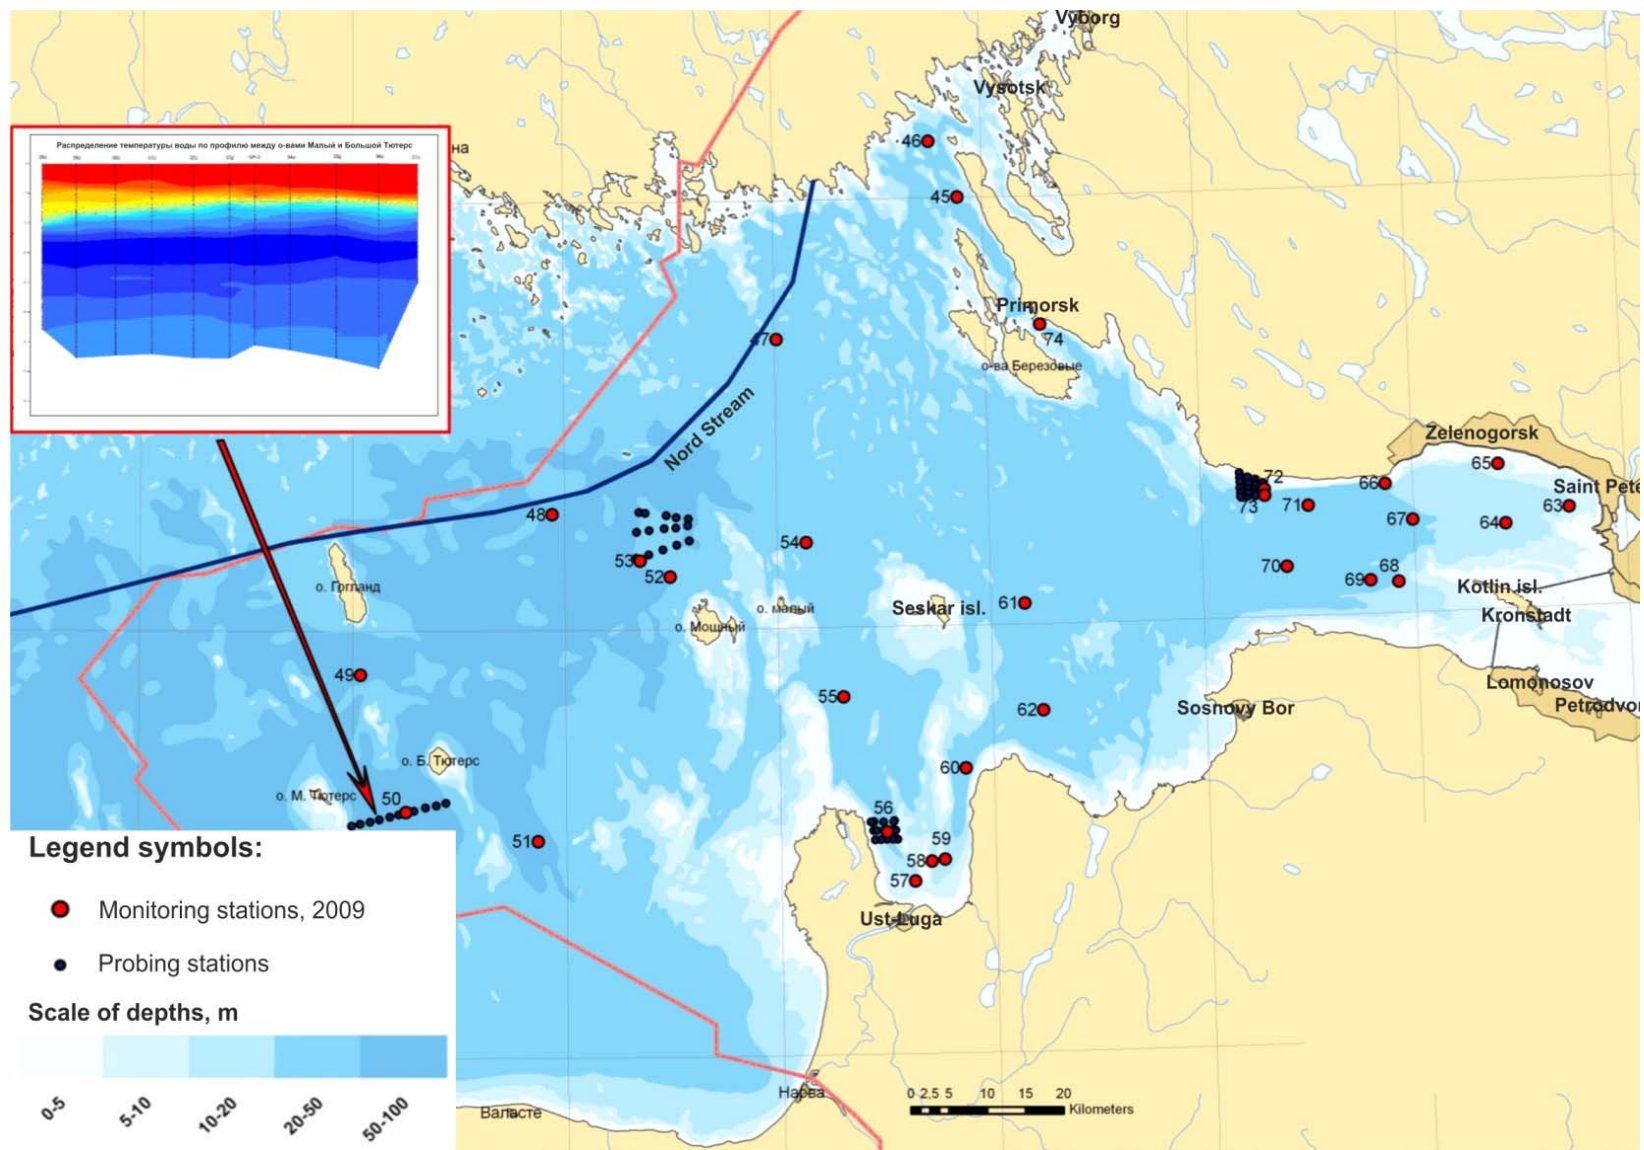 Vyborg
Vysotsk
Распределение температуры воды по профилю между о-вами Малый и Большой Тютерс
на
46
45
Primorsk
74
о-ва Березовые
47
Nord Stream
Zelenogorsk
65
72
66
Saint Pete
63
73
71
67
64
48
54
53
52
70
69
68
о. Гогланд
Kotlin isl.
о. малый
Seskar isl.
61
Kronstadt
о. Мощный
49
55
62
Lomonosov
Sosnovy Bor
Petrodvor
о. Б. Тютерс
60
о. М. Тютерс
50
56
51
59
58
57
Ust-Luga
Legend symbols:
Monitoring stations, 2009
Probing stations
Scale of depths, m
0-5
5-10
10-20
20-50
50-100
Нарва
Валасте
0 2,5 5 10 15 20
Kilometers